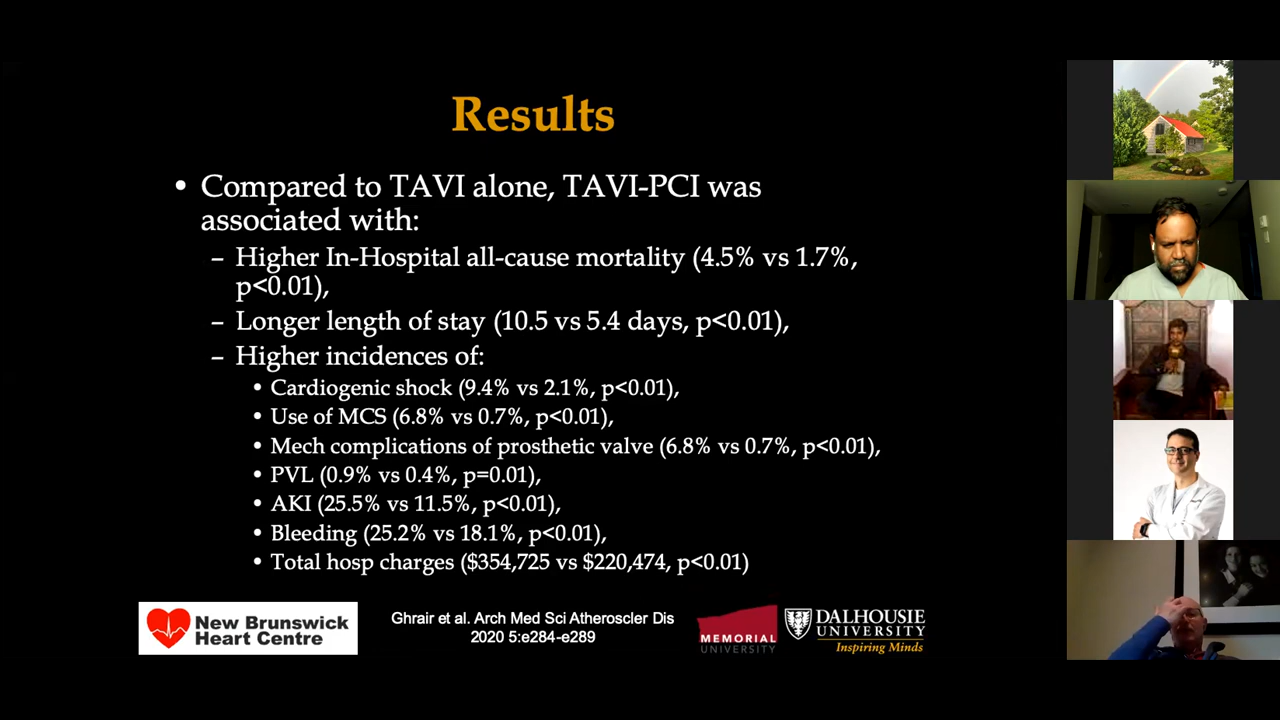 Results
• Compared to TAVI alone, TAVI-PCI was
associated with:
– Higher In-Hospital all-cause mortality (4.5% vs 1.7%,
p<0.01),
– Longer length of stay (10.5 vs 5.4 days, p<0.01),
– Higher incidences of:
• Cardiogenic shock (9.4% vs 2.1%, p<0.01),
• Use of MCS (6.8% vs 0.7%, p<0.01),
• Mech complications of prosthetic valve (6.8% vs 0.7%, p<0.01),
• PVL (0.9% vs 0.4%, p=0.01),
• AKI (25.5% vs 11.5%, p<0.01),
• Bleeding (25.2% vs 18.1%, p<0.01),
• Total hosp charges ($354,725 vs $220,474, p<0.01)
New Brunswick
Heart Centre
Ghrair et al. Arch Med Sci Atheroscler Dis
2020 5:e284-e289
MEMORIAL
UNIVERSITY
DALHOUSIE
UNIVERSITY
Inspiring Minds